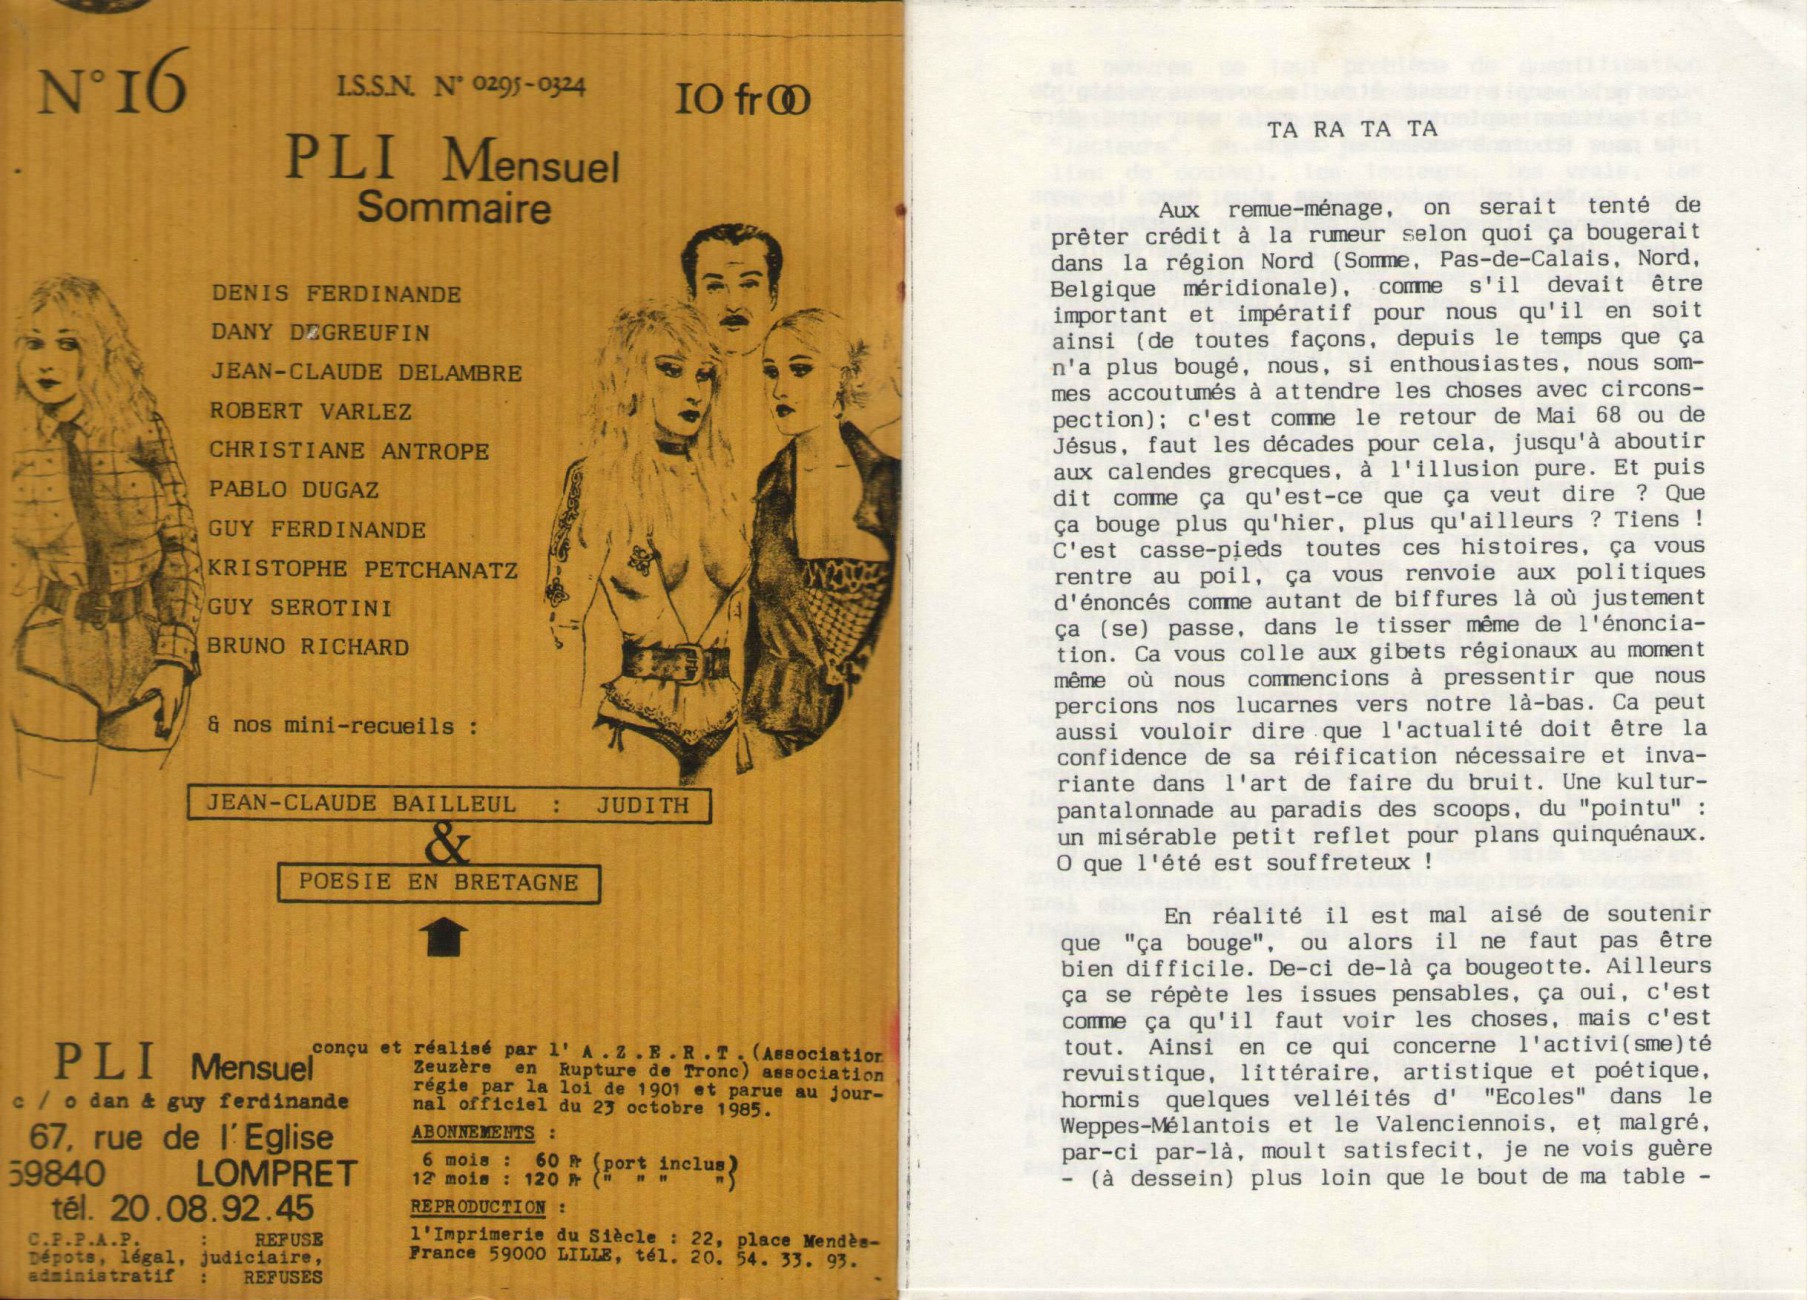 N° 16
I.S.S.N. N° 0295-0324
10 fr 00
PLI Mensuel
Sommaire
DENIS FERDINANDE
DANY DEGREUFIN
JEAN-CLAUDE DELAMBRE
ROBERT VARLEZ
CHRISTIANE ANTROPE
PABLO DUGAZ
GUY FERDINANDE
KRISTOPHE PETCHANATZ
GUY SEROTINI
BRUNO RICHARD
& nos mini-recueils :
JEAN-CLAUDE BAILLEUL : JUDITH
&
POESIE EN BRETAGNE
PLI Mensuel
c / o dan & guy ferdinande
67, rue de l'Eglise
59840 LOMPRET
tél. 20.08.92.45
C.P.P.A.P. : REFUSE
Dépots, légal, judiciaire,
administratif : REFUSES
conçu et réalisé par l' A.Z.E.R.T. (Association
Zeuzère en Rupture de Tronc) association
régie par la loi de 1901 et parue au jour-
nal officiel du 23 octobre 1985.
ABONNEMENTS :
6 mois : 60 Fr (port inclus)
12 mois : 120 Fr (" " " ")
REPRODUCTION :
l'Imprimerie du Siècle : 22, place Mendès-
France 59000 LILLE, tél. 20. 54. 33. 93.
TA RA TA TA
Aux remue-ménage, on serait tenté de
prêter crédit à la rumeur selon quoi ça bougerait
dans la région Nord (Somme, Pas-de-Calais, Nord,
Belgique méridionale), comme s'il devait être
important et impératif pour nous qu'il en soit
ainsi (de toutes façons, depuis le temps que ça
n'a plus bougé, nous, si enthousiastes, nous som-
mes accoutumés à attendre les choses avec circons-
pection); c'est comme le retour de Mai 68 ou de
Jésus, faut les décades pour cela, jusqu'à aboutir
aux calendes grecques, à l'illusion pure. Et puis
dit comme ça qu'est-ce que ça veut dire ? Que
ça bouge plus qu'hier, plus qu'ailleurs ? Tiens !
C'est casse-pieds toutes ces histoires, ça vous
rentre au poil, ça vous renvoie aux politiques
d'énoncés comme autant de biffures là où justement
ça (se) passe, dans le tisser même de l'énoncia-
tion. Ca vous colle aux gibets régionaux au moment
même où nous commencions à pressentir que nous
percions nos lucarnes vers notre là-bas. Ca peut
aussi vouloir dire que l'actualité doit être la
confidence de sa réification nécessaire et inva-
riante dans l'art de faire du bruit. Une kultur-
pantalonnade au paradis des scoops, du "pointu" :
un misérable petit reflet pour plans quinquénaux.
O que l'été est souffreteux !
En réalité il est mal aisé de soutenir
que "ça bouge", ou alors il ne faut pas être
bien difficile. De-ci de-là ça bougeotte. Ailleurs
ça se répète les issues pensables, ça oui, c'est
comme ça qu'il faut voir les choses, mais c'est
tout. Ainsi en ce qui concerne l'activi(sme)té
revuistique, littéraire, artistique et poétique,
hormis quelques velléités d' "Ecoles" dans le
Weppes-Mélantois et le Valenciennois, et malgré,
par-ci par-là, moult satisfecit, je ne vois guère
- (à dessein) plus loin que le bout de ma table -